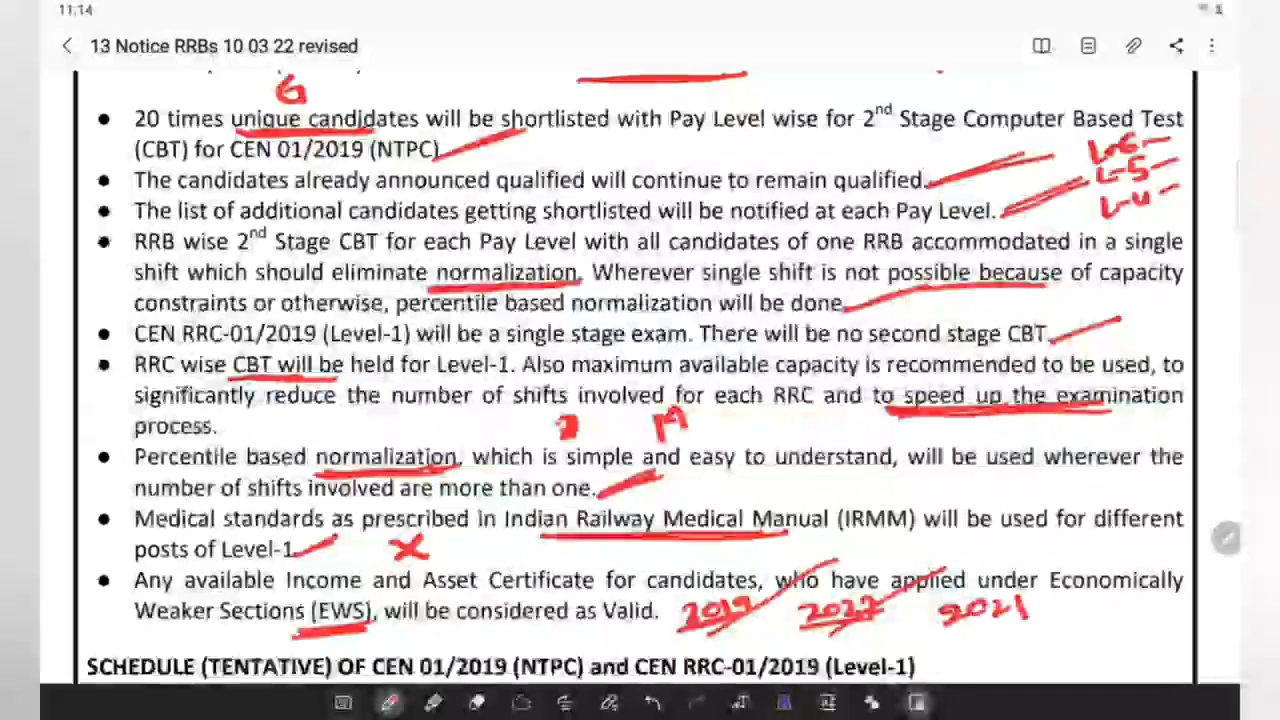 11:14
13 Notice RRBs 10 03 22 revised
G
20 times unique candidates will be shortlisted with Pay Level wise for 2nd Stage Computer Based Test
(CBT) for CEN 01/2019 (NTPC).
L-6-
The candidates already announced qualified will continue to remain qualified.
L-5-
The list of additional candidates getting shortlisted will be notified at each Pay Level.
L-4-
RRB wise 2nd Stage CBT for each Pay Level with all candidates of one RRB accommodated in a single
shift which should eliminate normalization. Wherever single shift is not possible because of capacity
constraints or otherwise, percentile based normalization will be done.
CEN RRC-01/2019 (Level-1) will be a single stage exam. There will be no second stage CBT.
RRC wise CBT will be held for Level-1. Also maximum available capacity is recommended to be used, to
significantly reduce the number of shifts involved for each RRC and to speed up the examination
process.
Percentile based normalization, which is simple and easy to understand, will be used wherever the
number of shifts involved are more than one.
Medical standards as prescribed in Indian Railway Medical Manual (IRMM) will be used for different
posts of Level-1.
Any available Income and Asset Certificate for candidates, who have applied under Economically
Weaker Sections (EWS), will be considered as Valid.
2019 2022 2021
SCHEDULE (TENTATIVE) OF CEN 01/2019 (NTPC) and CEN RRC-01/2019 (Level-1)